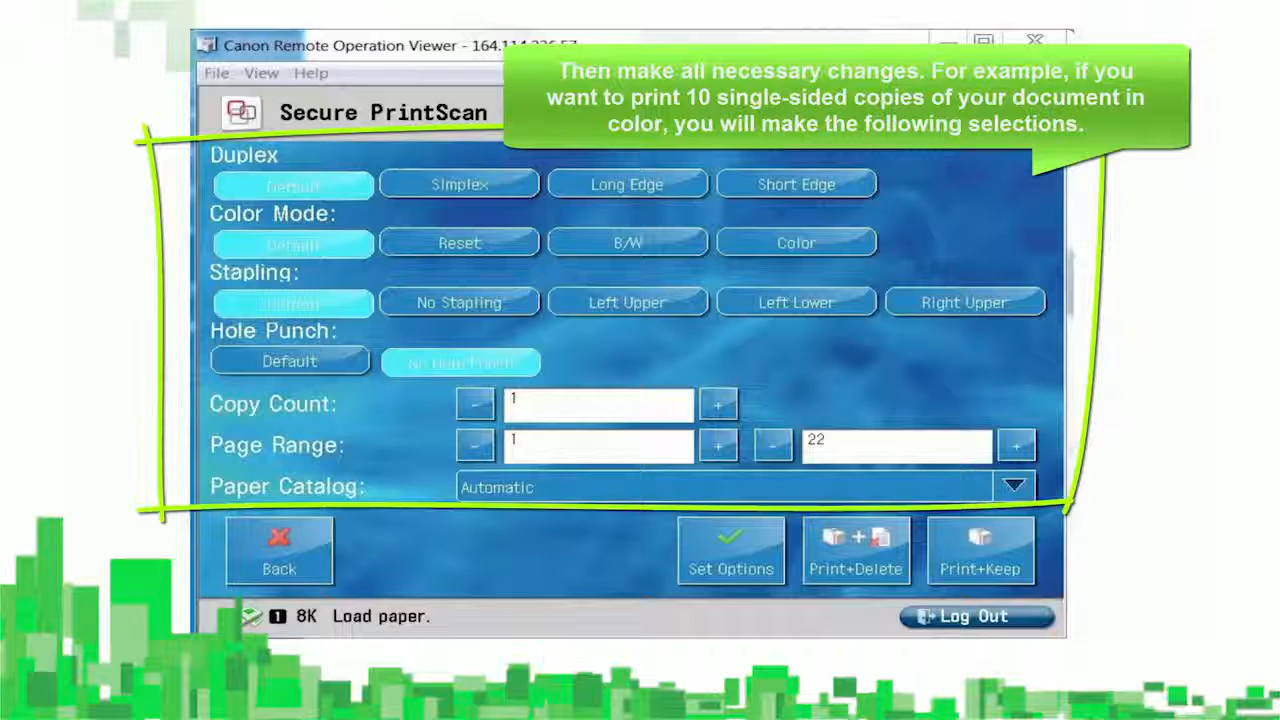 Canon Remote Operation Viewer - 164.114.226.57
File View Help
Then make all necessary changes. For example, if you
want to print 10 single-sided copies of your document in
color, you will make the following selections.
Secure PrintScan
Duplex
Default Simplex Long Edge Short Edge
Color Mode:
Default Reset B/W Color
Stapling:
No Stapling Left Upper Left Lower Right Upper
Hole Punch:
Default No Hole Punch
Copy Count: - 1 +
Page Range: - 1 + - 22 +
Paper Catalog: Automatic
Back Set Options Print+Delete Print+Keep
1 8K Load paper. Log Out